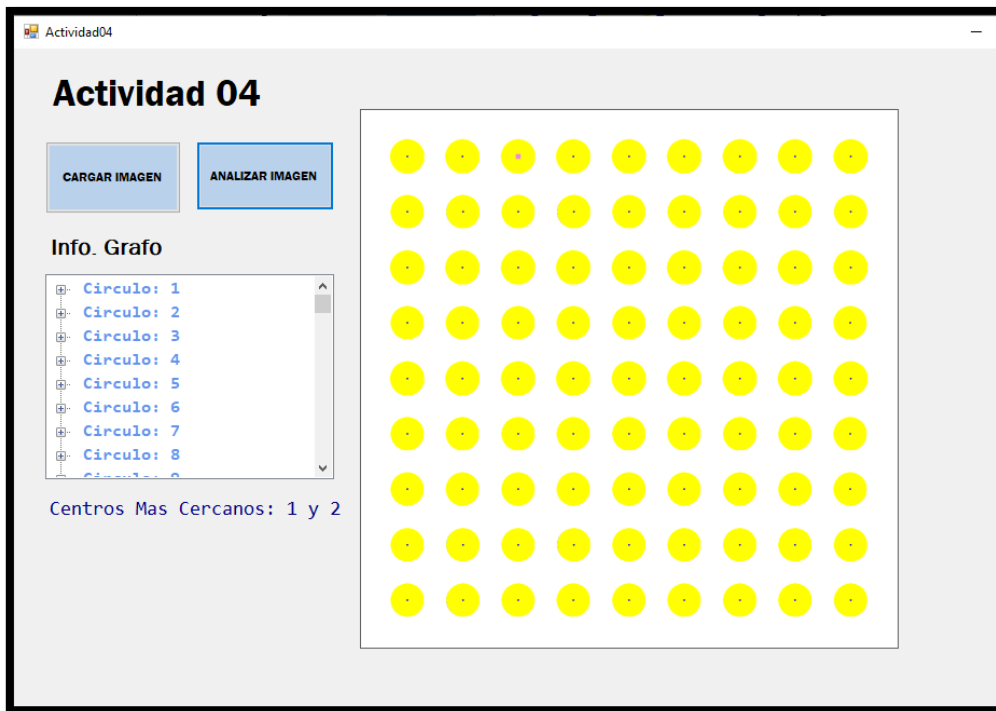 Actividad04
Actividad 04
CARGAR IMAGEN
ANALIZAR IMAGEN
Info. Grafo
Circulo: 1
Circulo: 2
Circulo: 3
Circulo: 4
Circulo: 5
Circulo: 6
Circulo: 7
Circulo: 8
Centros Mas Cercanos: 1 y 2